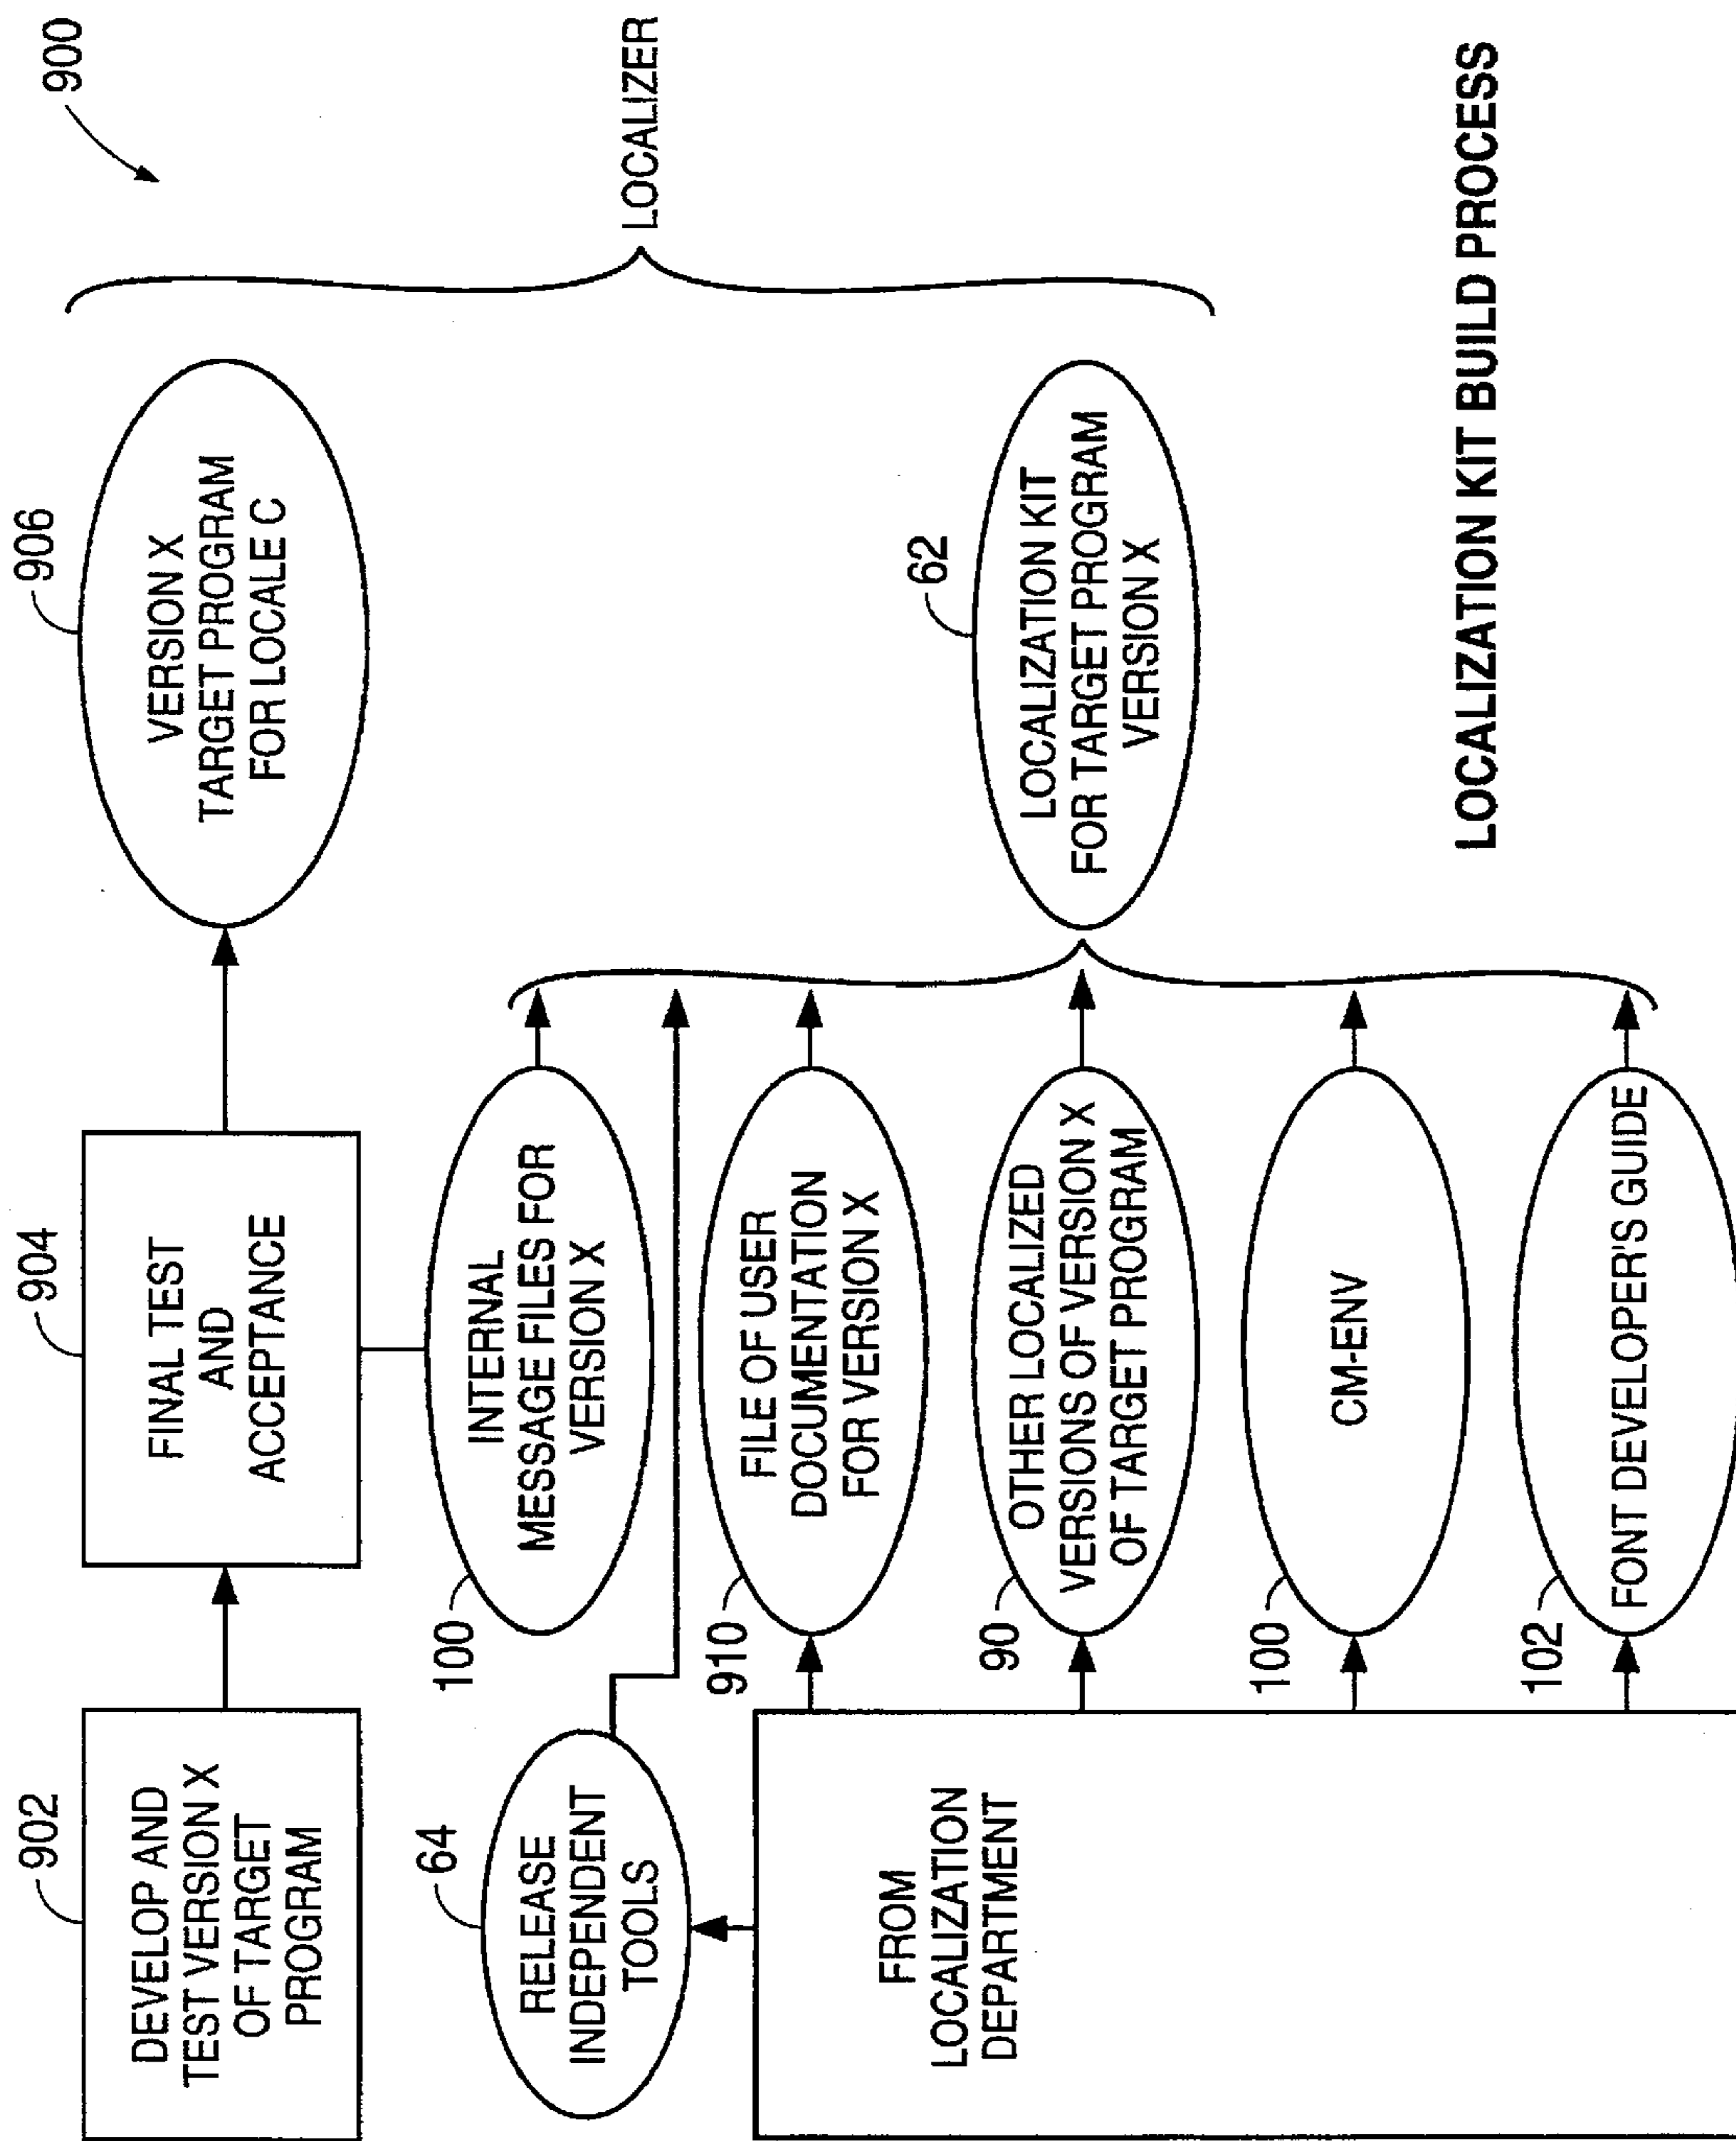 900
902
DEVELOP AND
TEST VERSION X
OF TARGET
PROGRAM
904
FINAL TEST
AND
ACCEPTANCE
906
VERSION X
TARGET PROGRAM
FOR LOCALE C
64
RELEASE
INDEPENDENT
TOOLS
100
INTERNAL
MESSAGE FILES FOR
VERSION X
FROM
LOCALIZATION
DEPARTMENT
910
FILE OF USER
DOCUMENTATION
FOR VERSION X
90
OTHER LOCALIZED
VERSIONS OF VERSION X
OF TARGET PROGRAM
100
CM-ENV
102
FONT DEVELOPER'S GUIDE
62
LOCALIZATION KIT
FOR TARGET PROGRAM
VERSION X
LOCALIZER
LOCALIZATION KIT BUILD PROCESS